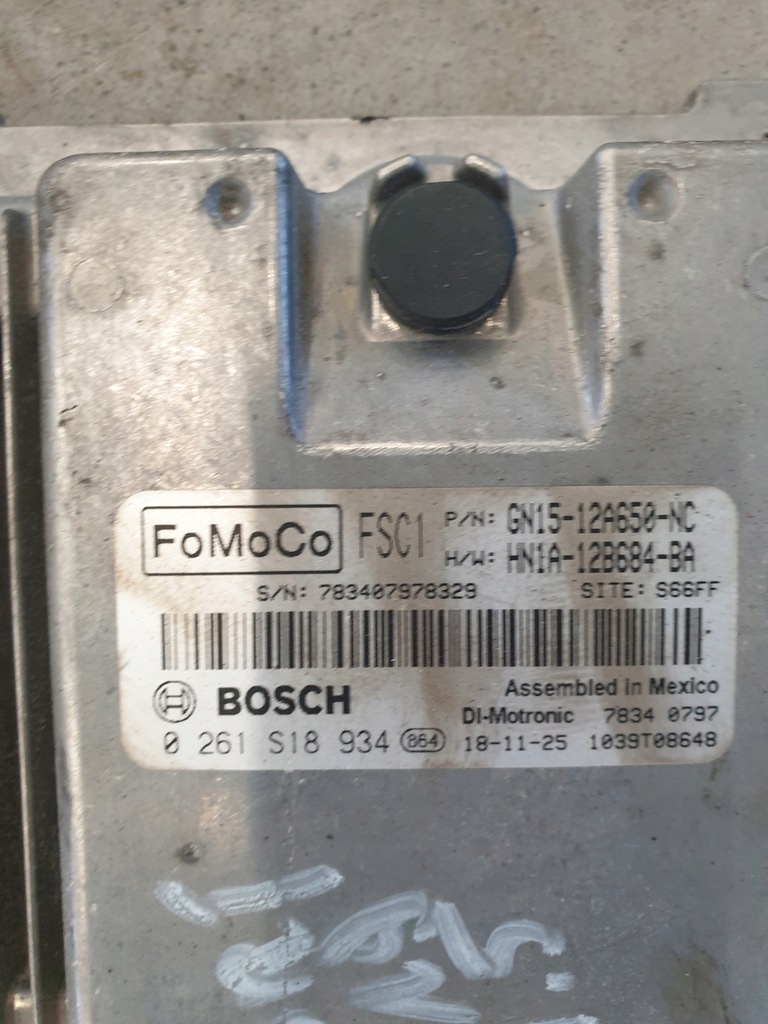 FoMoCo FSC1 P/N: GN15-12A650-NC
H/W: HN1A-12B684-BA
S/N: 783407978329 SITE: S66FF
BOSCH Assembled in Mexico
DI-Motronic 7834 0797
0 261 S18 934 864 18-11-25 1039T08648